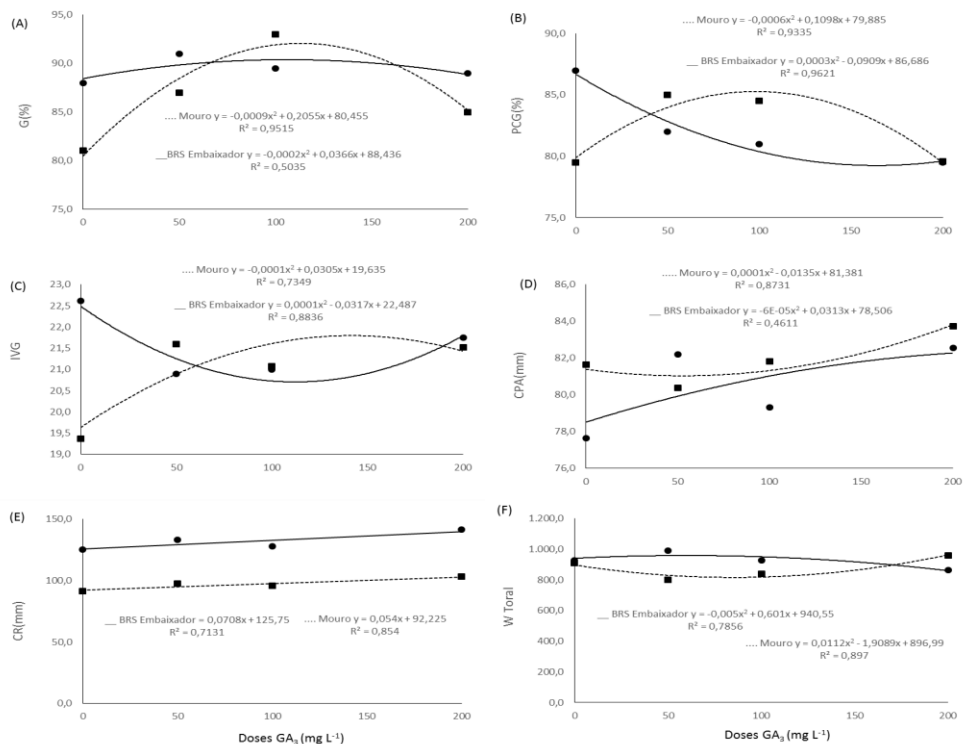 (A)
95,0
90,0
85,0
80,0
75,0
G(%)
0
50
100
150
200
.... Mouro y = -0,0009x² + 0,2055x + 80,455
R² = 0,9515
__BRS Embaixador y = -0,0002x² + 0,0366x + 88,436
R² = 0,5035
(B)
90,0
85,0
80,0
75,0
PCG(%)
0
50
100
150
200
.... Mouro y = -0,0006x² + 0,1098x + 79,885
R² = 0,9335
__ BRS Embaixador y = 0,0003x² - 0,0909x + 86,686
R² = 0,9621
(C)
23,0
22,5
22,0
21,5
21,0
20,5
20,0
19,5
19,0
IVG
0
50
100
150
200
.... Mouro y = -0,0001x² + 0,0305x + 19,635
R² = 0,7349
__ BRS Embaixador y = 0,0001x² - 0,0317x + 22,487
R² = 0,8836
(D)
86,0
84,0
82,0
80,0
78,0
76,0
CPA(mm)
0
50
100
150
200
.... Mouro y = 0,0001x² - 0,0135x + 81,381
R² = 0,8731
__ BRS Embaixador y = -6E-05x² + 0,0313x + 78,506
R² = 0,4611
(E)
150,0
100,0
50,0
0,0
CR(mm)
0
50
100
150
200
__ BRS Embaixador y = 0,0708x + 125,75
R² = 0,7131
.... Mouro y = 0,054x + 92,225
R² = 0,854
Doses GA₃ (mg L⁻¹)
(F)
1.200,0
1.000,0
800,0
600,0
400,0
200,0
0,0
W Toral
0
50
100
150
200
__ BRS Embaixador y = -0,005x² + 0,601x + 940,55
R² = 0,7856
.... Mouro y = 0,0112x² - 1,9089x + 896,99
R² = 0,897
Doses GA₃ (mg L⁻¹)